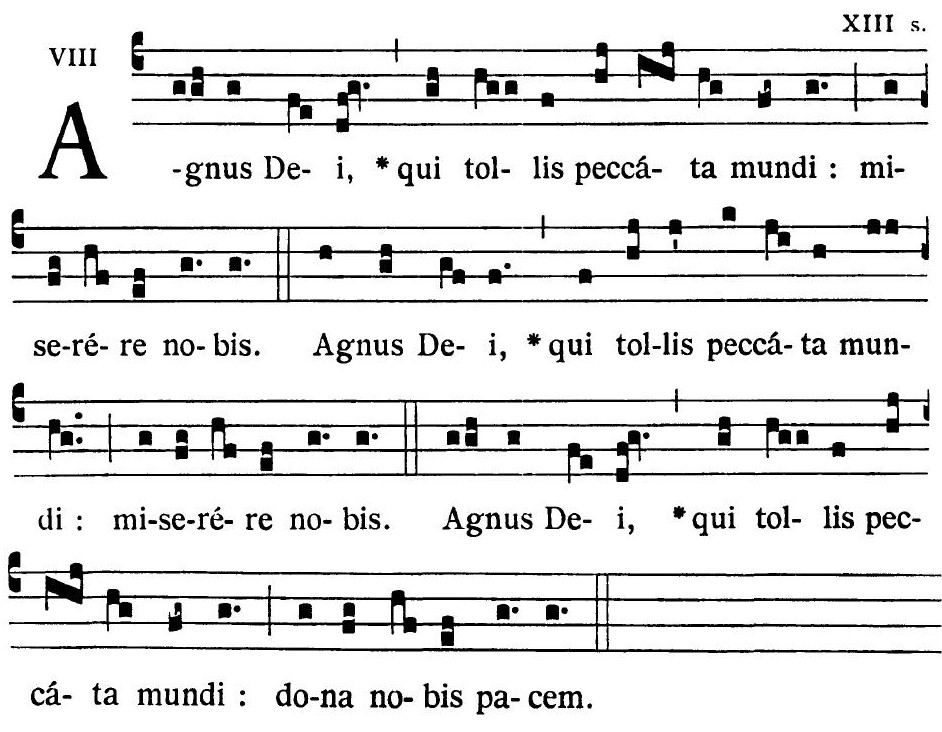 VIII XIII s.
A-gnus De- i, * qui tol- lis peccá- ta mundi : mi-
se-ré- re no- bis. Agnus De- i, * qui tol-lis peccá- ta mun-
di : mi-se-ré- re no- bis. Agnus De- i, * qui tol- lis pec-
cá- ta mundi : do-na no- bis pa- cem.